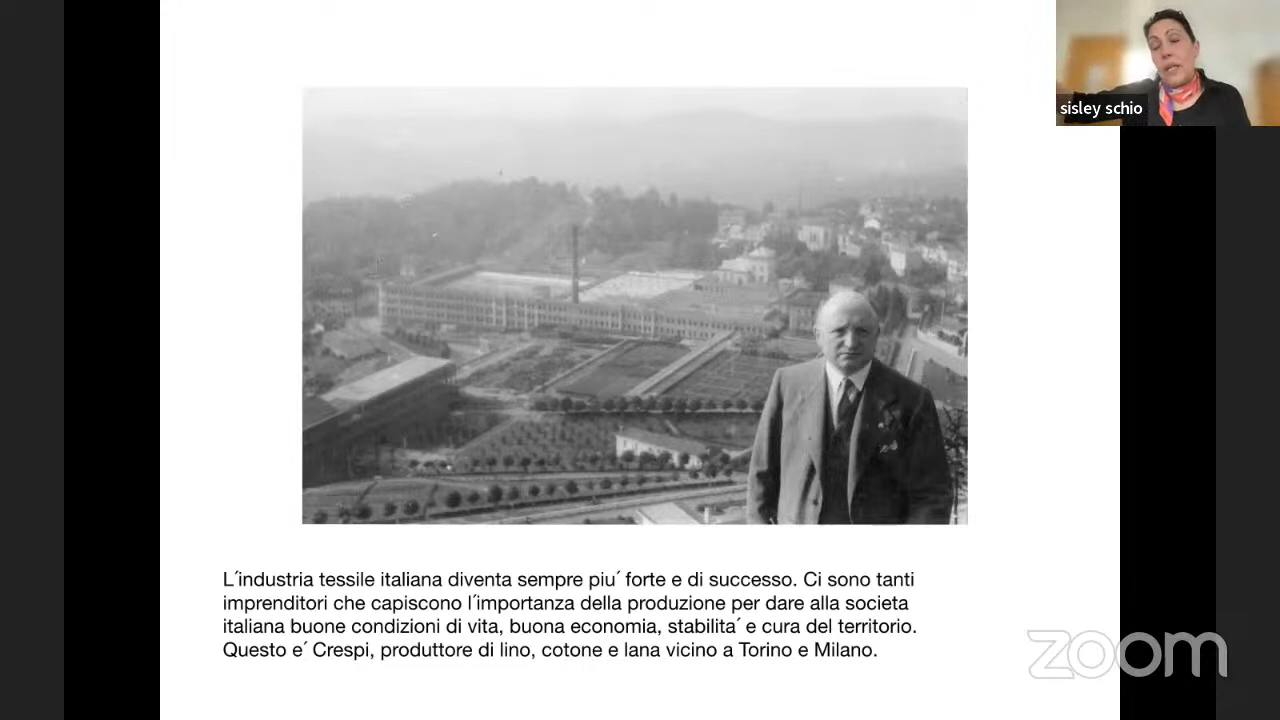 sisley schio
L´industria tessile italiana diventa sempre piu´ forte e di successo. Ci sono tanti
imprenditori che capiscono l´importanza della produzione per dare alla societa
italiana buone condizioni di vita, buona economia, stabilita´ e cura del territorio.
Questo e´ Crespi, produttore di lino, cotone e lana vicino a Torino e Milano.
zoom